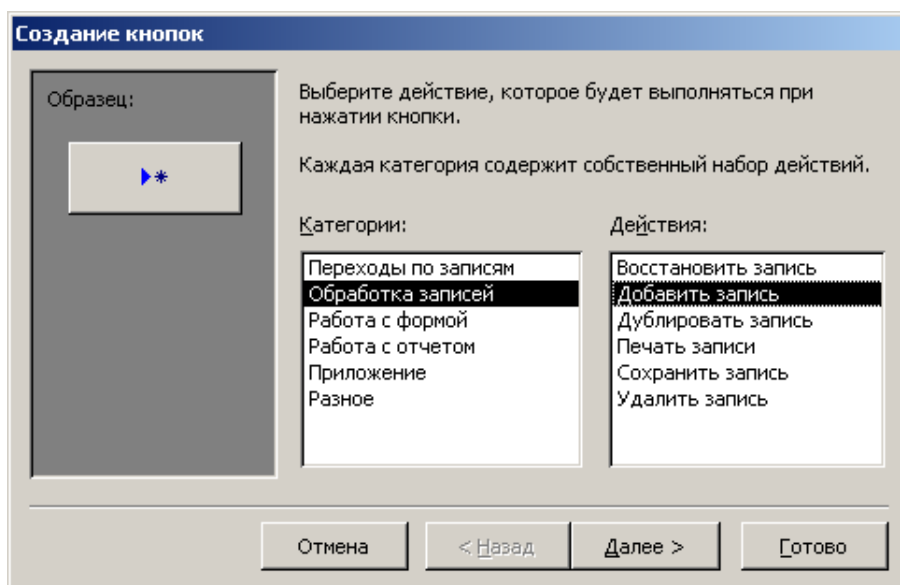 Создание кнопок
Образец:
Выберите действие, которое будет выполняться при
нажатии кнопки.
Каждая категория содержит собственный набор действий.
Категории:
Переходы по записям
Обработка записей
Работа с формой
Работа с отчетом
Приложение
Разное
Действия:
Восстановить запись
Добавить запись
Дублировать запись
Печать записи
Сохранить запись
Удалить запись
Отмена
< Назад
Далее >
Готово